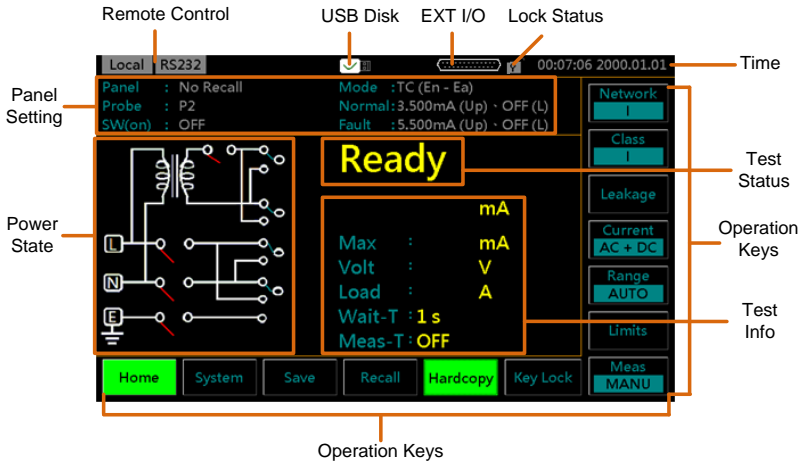 Remote Control
USB Disk
EXT I/O
Lock Status
Local RS232
00:07:06 2000.01.01
Time
Panel Setting
Panel : No Recall
Probe : P2
SW(on) : OFF
Mode : TC (En - Ea)
Normal : 3.500mA (Up)、OFF (L)
Fault : 5.500mA (Up)、OFF (L)
Network
I
Class
I
Leakage
Current
AC + DC
Range
AUTO
Limits
Meas
MANU
Ready
Test Status
Power State
L
N
E
mA
Max : mA
Volt : V
Load : A
Wait-T : 1 s
Meas-T : OFF
Operation Keys
Test Info
Home
System
Save
Recall
Hardcopy
Key Lock
Operation Keys